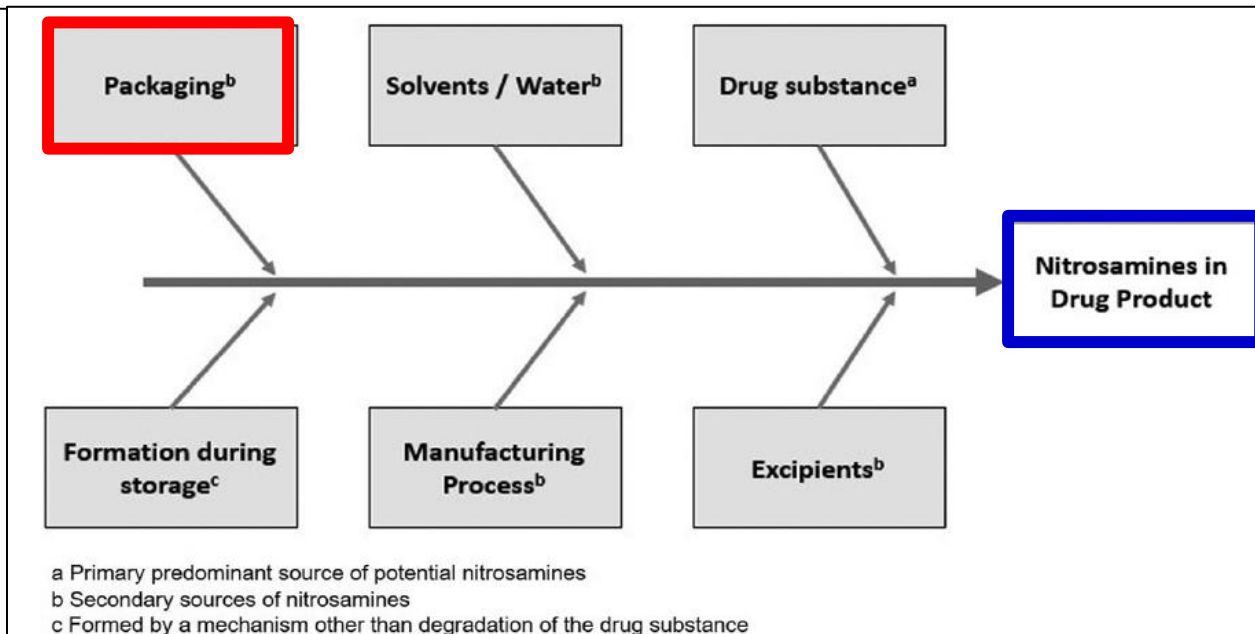 Packagingᵇ
Solvents / Waterᵇ
Drug substanceᵃ
Nitrosamines in
Drug Product
Formation during
storageᶜ
Manufacturing
Processᵇ
Excipientsᵇ
a Primary predominant source of potential nitrosamines
b Secondary sources of nitrosamines
c Formed by a mechanism other than degradation of the drug substance